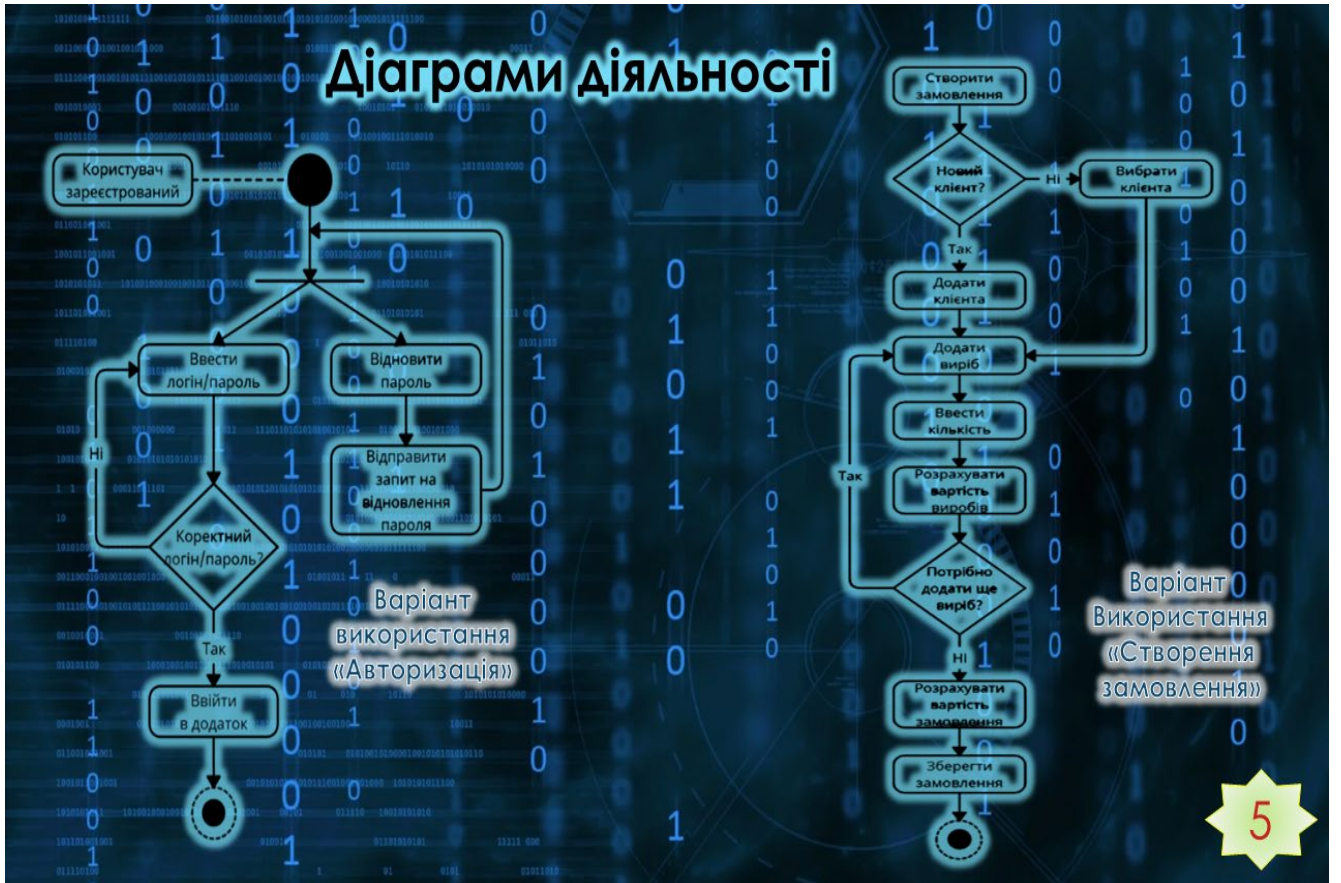 Діаграми діяльності
Користувач
зареєстрований
Ввести
логін/пароль
Відновити
пароль
Ні
Відправити
запит на
відновлення
пароля
Коректний
логін/пароль?
Так
Ввійти
в додаток
Варіант
використання
«Авторизація»
Створити
замовлення
Новий
клієнт?
Ні
Вибрати
клієнта
Так
Додати
клієнта
Додати
виріб
Ввести
кількість
Так
Розрахувати
вартість
виробів
Потрібно
додати ще
виріб?
Ні
Розрахувати
вартість
замовлення
Зберегти
замовлення
Варіант
Використання
«Створення
замовлення»
5